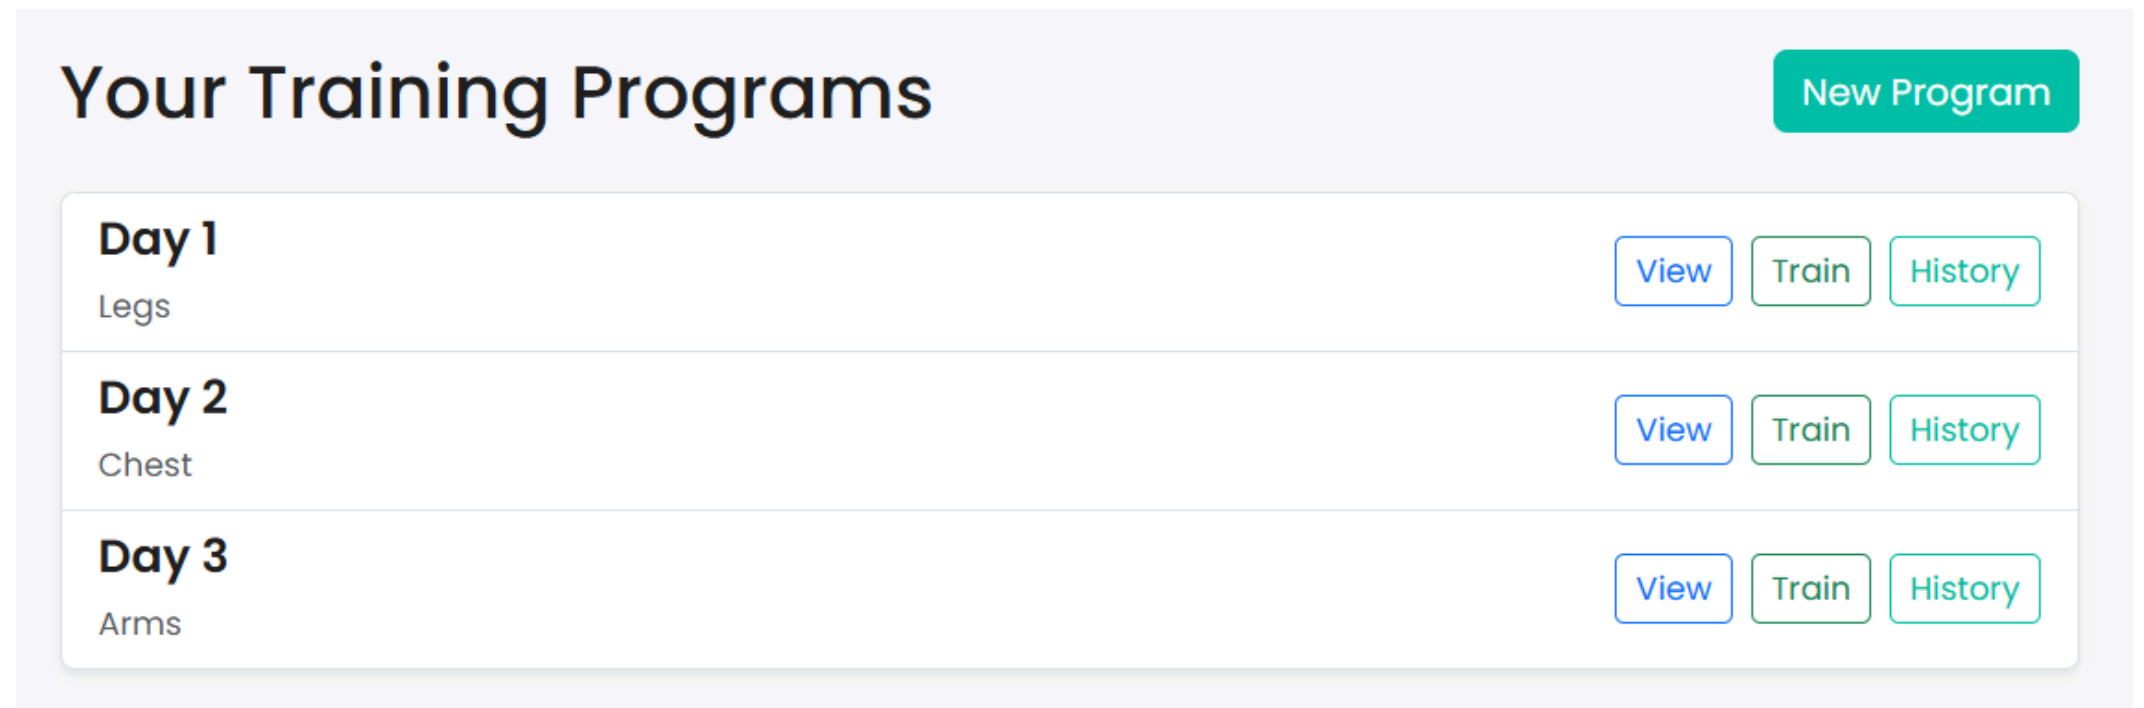 Your Training Programs
New Program
Day 1
Legs
View Train History
Day 2
Chest
View Train History
Day 3
Arms
View Train History